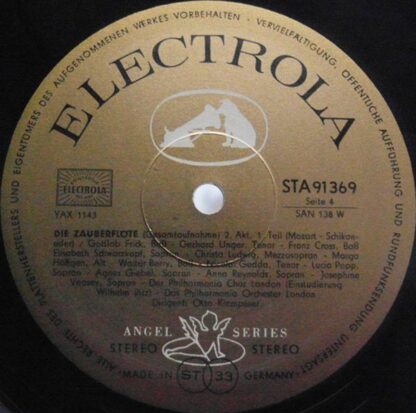 ALLE RECHTE DES PLATTENHERSTELLERS UND EIGENTÜMERS DES AUFGENOMMENEN WERKES VORBEHALTEN · VERVIELFÄLTIGUNG, ÖFFENTLICHE AUFFÜHRUNG UND RUNDFUNKSENDUNG UNTERSAGT
ELECTROLA
ELECTROLA
STA 91369
Seite 4
YAX 1143
SAN 138 W
DIE ZAUBERFLÖTE (Gesamtaufnahme) 2. Akt, 1. Teil (Mozart - Schikan-
eder) / Gottlob Frick, Baß - Gerhard Unger, Tenor - Franz Crass, Baß
Elisabeth Schwarzkopf, Sopran - Christa Ludwig, Mezzosopran - Marga
Höffgen, Alt - Walter Berry, Nicolai Gedda, Tenor - Lucia Popp,
Sopran - Agnes Giebel, Sopran - Anna Reynolds, Sopran - Josephine
Veasey, Sopran - Der Philharmonia Chor London (Einstudierung
Wilhelm Pitz) - Das Philharmonia Orchester London
Dirigent: Otto Klemperer
ANGEL SERIES
STEREO STEREO
· MADE IN ST 33 GERMANY ·